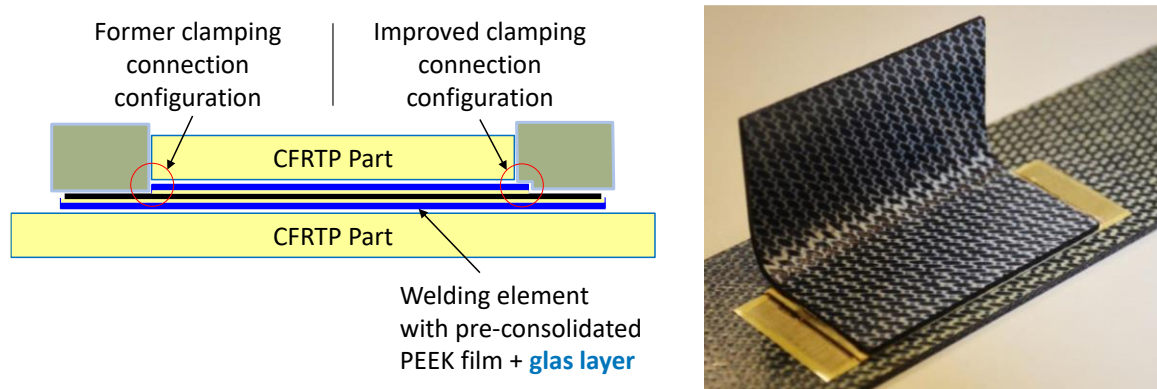 Former clamping
connection
configuration
Improved clamping
connection
configuration
CFRTP Part
CFRTP Part
Welding element
with pre-consolidated
PEEK film + glas layer